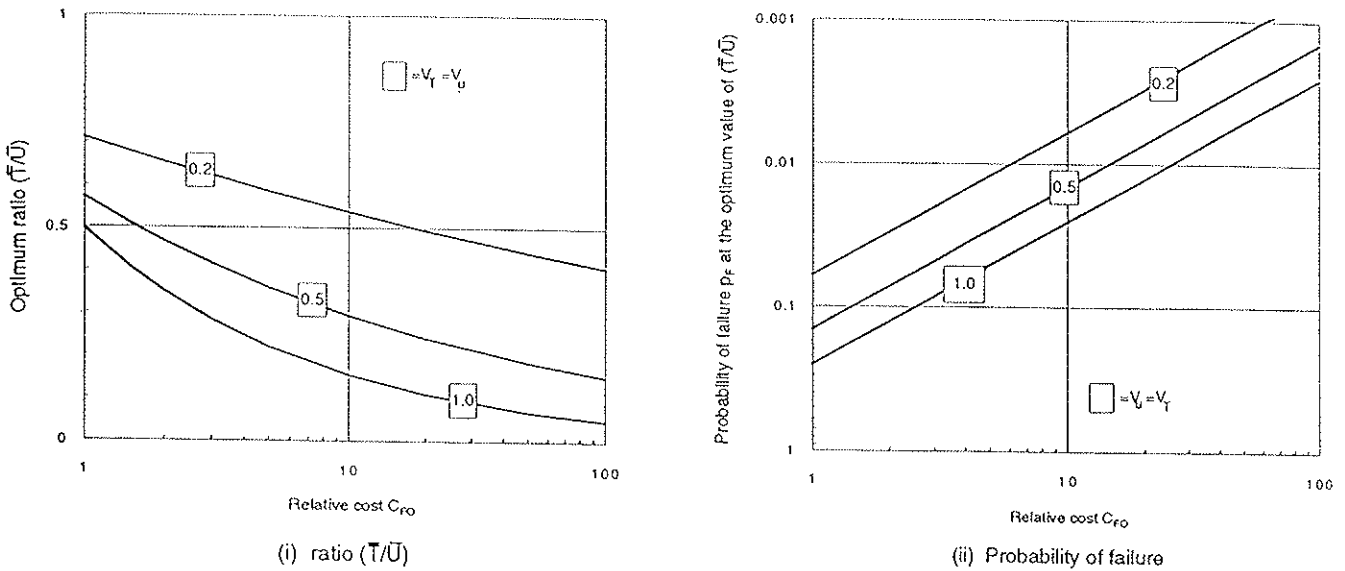 1
0.5
0
Optimum ratio (T̄/Ū)
□ =V_T =V_U
0.2
0.5
1.0
1
10
100
Relative cost C_FO
(i) ratio (T̄/Ū)
0.001
0.01
0.1
1
Probability of failure p_F at the optimum value of (T̄/Ū)
0.2
0.5
1.0
□ =V_U=V_T
1
10
100
Relative cost C_FO
(ii) Probability of failure